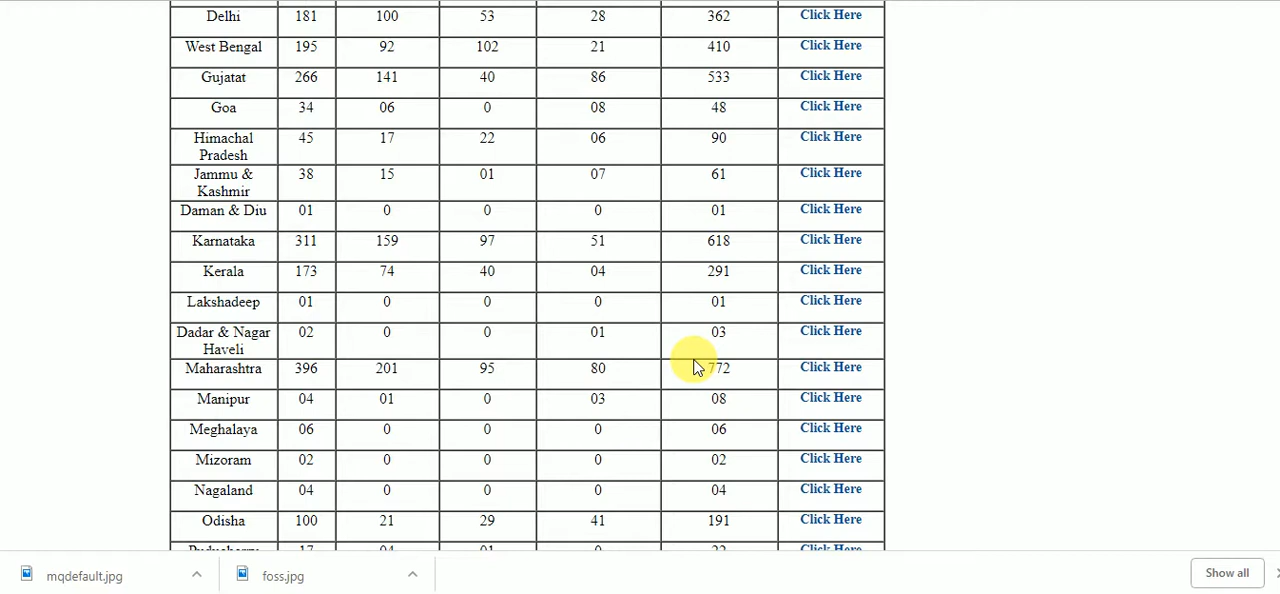 Delhi 181 100 53 28 362 Click Here
West Bengal 195 92 102 21 410 Click Here
Gujatat 266 141 40 86 533 Click Here
Goa 34 06 0 08 48 Click Here
Himachal
Pradesh 45 17 22 06 90 Click Here
Jammu &
Kashmir 38 15 01 07 61 Click Here
Daman & Diu 01 0 0 0 01 Click Here
Karnataka 311 159 97 51 618 Click Here
Kerala 173 74 40 04 291 Click Here
Lakshadeep 01 0 0 0 01 Click Here
Dadar & Nagar
Haveli 02 0 0 01 03 Click Here
Maharashtra 396 201 95 80 772 Click Here
Manipur 04 01 0 03 08 Click Here
Meghalaya 06 0 0 0 06 Click Here
Mizoram 02 0 0 0 02 Click Here
Nagaland 04 0 0 0 04 Click Here
Odisha 100 21 29 41 191 Click Here
mqdefault.jpg foss.jpg Show all